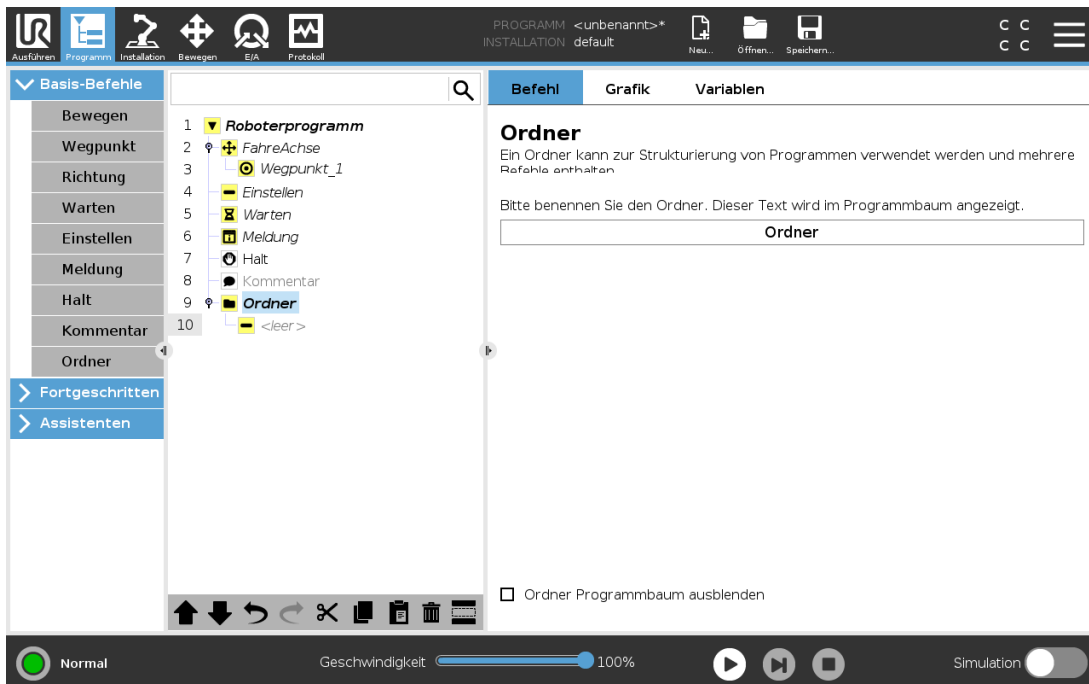 PROGRAMM <unbenannt>*
INSTALLATION default
C C
C C
Ausführen Programm Installation Bewegen E/A Protokoll Neu... Öffnen... Speichern...
Basis-Befehle
Bewegen
Wegpunkt
Richtung
Warten
Einstellen
Meldung
Halt
Kommentar
Ordner
Fortgeschritten
Assistenten
1 Roboterprogramm
2 FahreAchse
3 Wegpunkt_1
4 Einstellen
5 Warten
6 Meldung
7 Halt
8 Kommentar
9 Ordner
10 <leer>
Befehl Grafik Variablen
Ordner
Ein Ordner kann zur Strukturierung von Programmen verwendet werden und mehrere
Befehle enthalten
Bitte benennen Sie den Ordner. Dieser Text wird im Programmbaum angezeigt.
Ordner
Ordner Programmbaum ausblenden
Normal Geschwindigkeit 100% Simulation